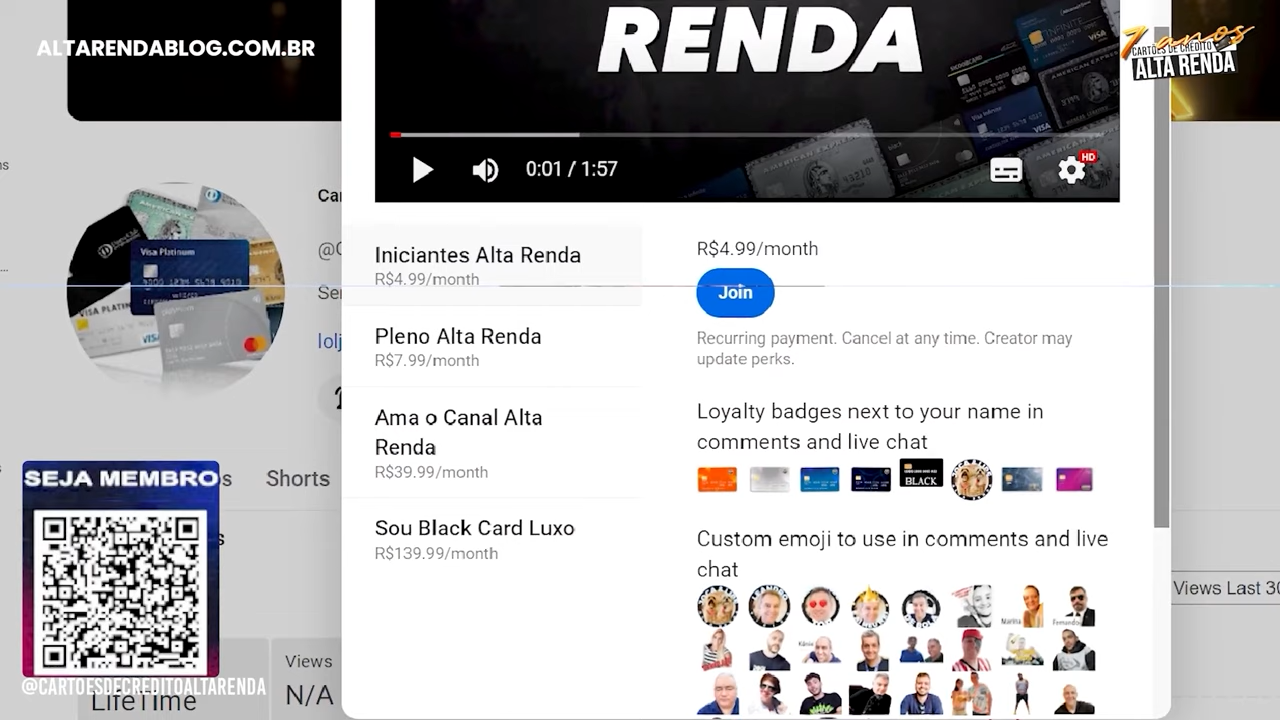 ALTARENDABLOG.COM.BR
RENDA
7 anos
CARTÕES DE CRÉDITO
ALTA RENDA
0:01 / 1:57
HD
Visa Platinum
Iniciantes Alta Renda
R$4.99/month
Pleno Alta Renda
R$7.99/month
Ama o Canal Alta
Renda
R$39.99/month
Sou Black Card Luxo
R$139.99/month
R$4.99/month
Join
Recurring payment. Cancel at any time. Creator may
update perks.
Loyalty badges next to your name in
comments and live chat
BLACK
Custom emoji to use in comments and live
chat
Shorts
SEJA MEMBRO
Views
N/A
LifeTime
@CARTOESDECREDITOALTARENDA
Views Last 30